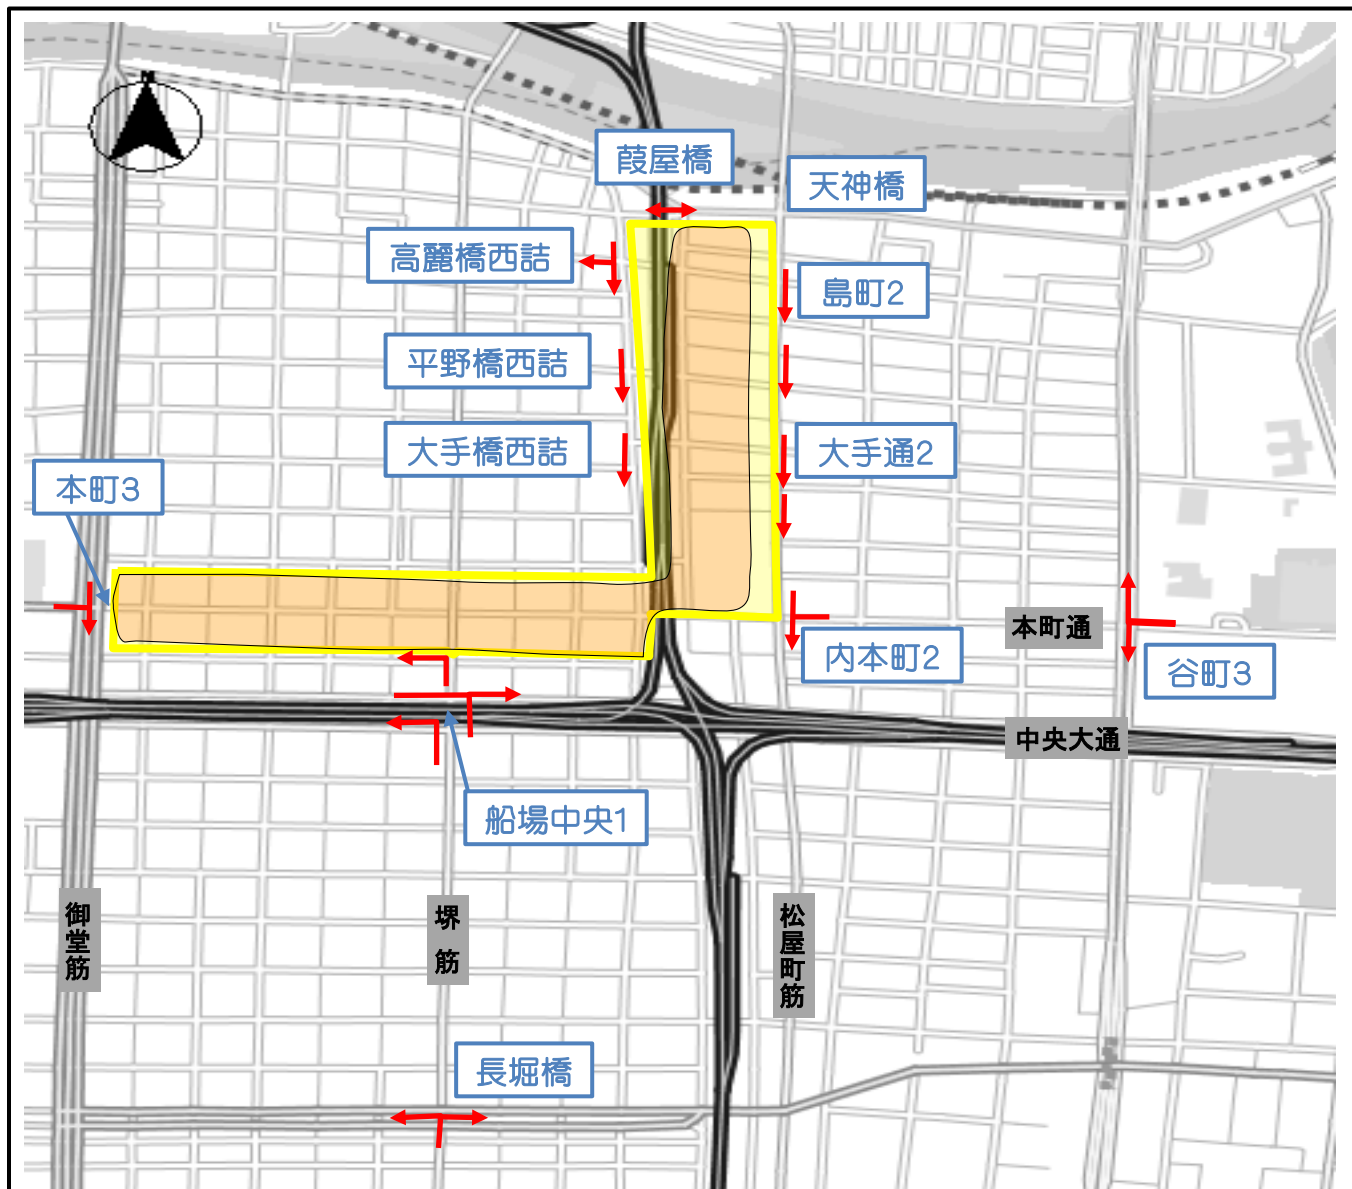 N
葭屋橋
天神橋
高麗橋西詰
島町2
平野橋西詰
大手橋西詰
大手通2
本町3
本町通
内本町2
谷町3
中央大通
船場中央1
御堂筋
堺筋
松屋町筋
長堀橋